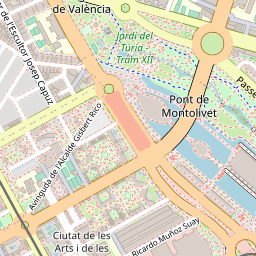 de València
Jardí del
Túria -
Tram XII
de l'Escultor Josep Capuz
Pont de
Montolivet
Passe
Avinguda de l'Alcalde Gisbert Rico
Ciutat de les
Arts i de les
Ricardo Muñoz Suay